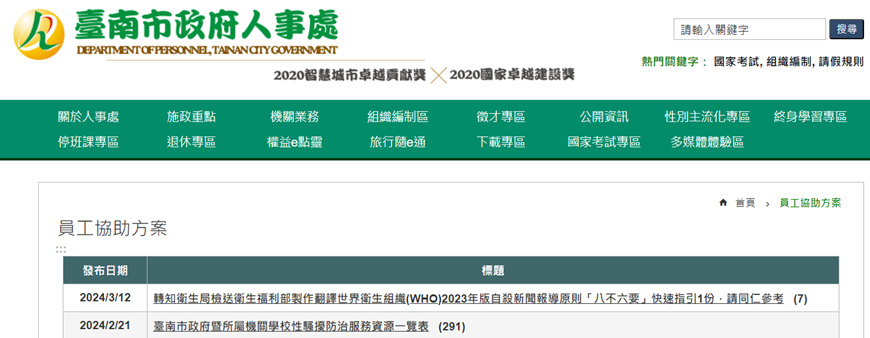 臺南市政府人事處
DEPARTMENT OF PERSONNEL, TAINAN CITY GOVERNMENT
2020智慧城市卓越貢獻獎 2020國家卓越建設獎
請輸入關鍵字 搜尋
熱門關鍵字： 國家考試, 組織編制, 請假規則
關於人事處 施政重點 機關業務 組織編制區 徵才專區 公開資訊 性別主流化專區 終身學習專區
停班課專區 退休專區 權益e點靈 旅行隨e通 下載專區 國家考試專區 多媒體體驗區
首頁 › 員工協助方案
員工協助方案
:::
發布日期 標題
2024/3/12 轉知衛生局檢送衛生福利部製作翻譯世界衛生組織(WHO)2023年版自殺新聞報導原則「八不六要」快速指引1份，請同仁參考 (7)
2024/2/21 臺南市政府暨所屬機關學校性騷擾防治服務資源一覽表 (291)